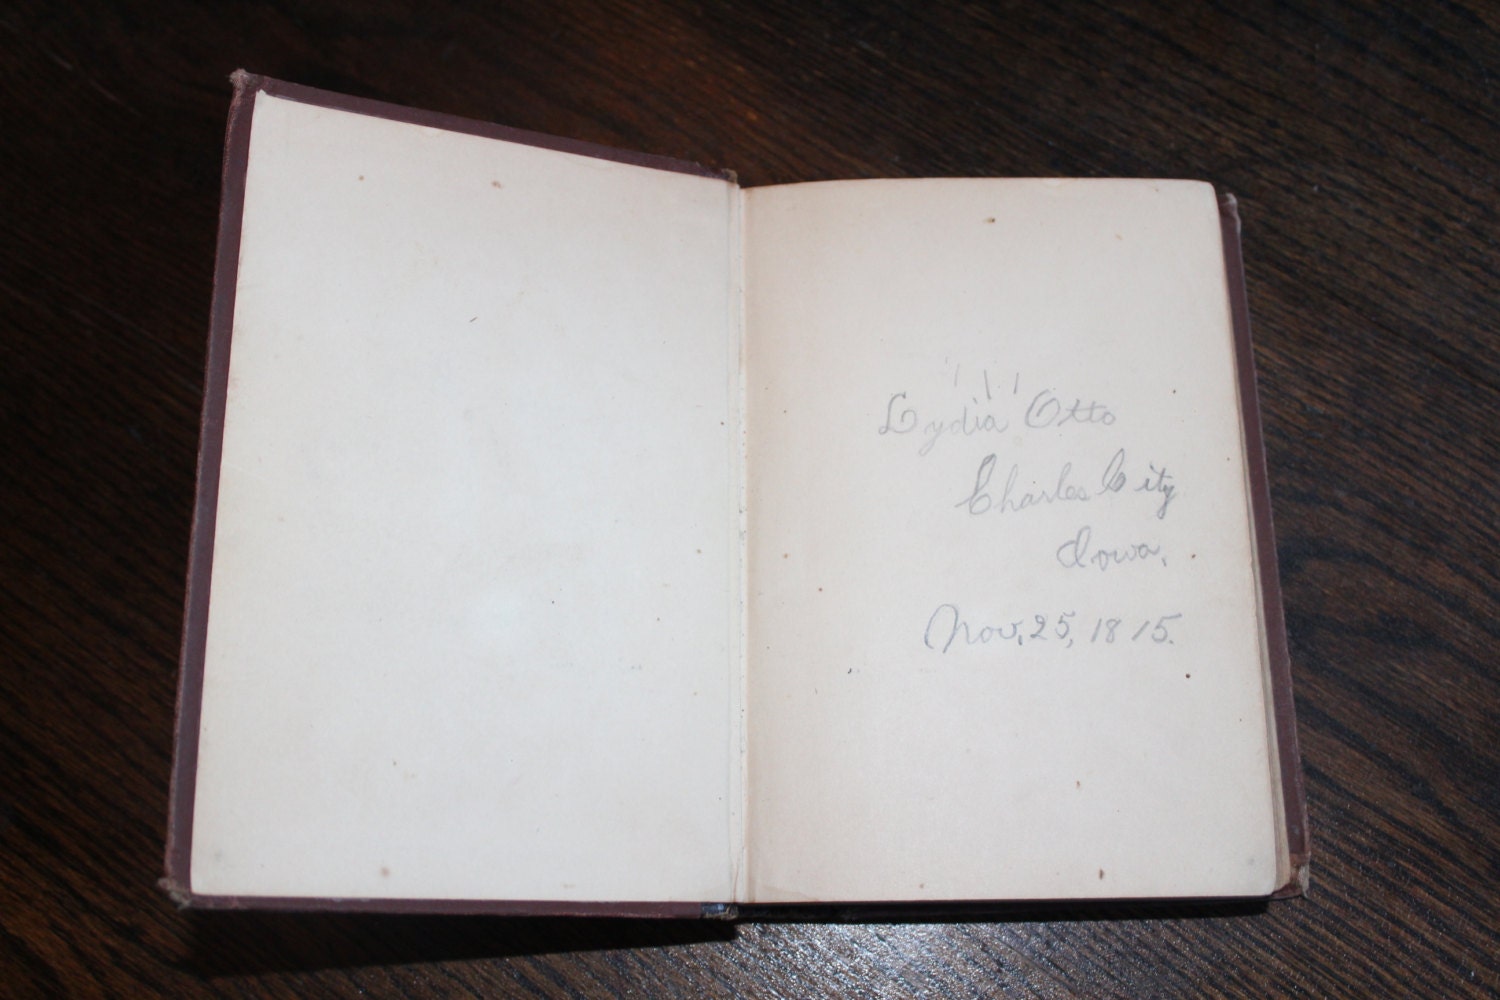 Lydia Otto
Charles City
Iowa.
Nov. 25, 1815.